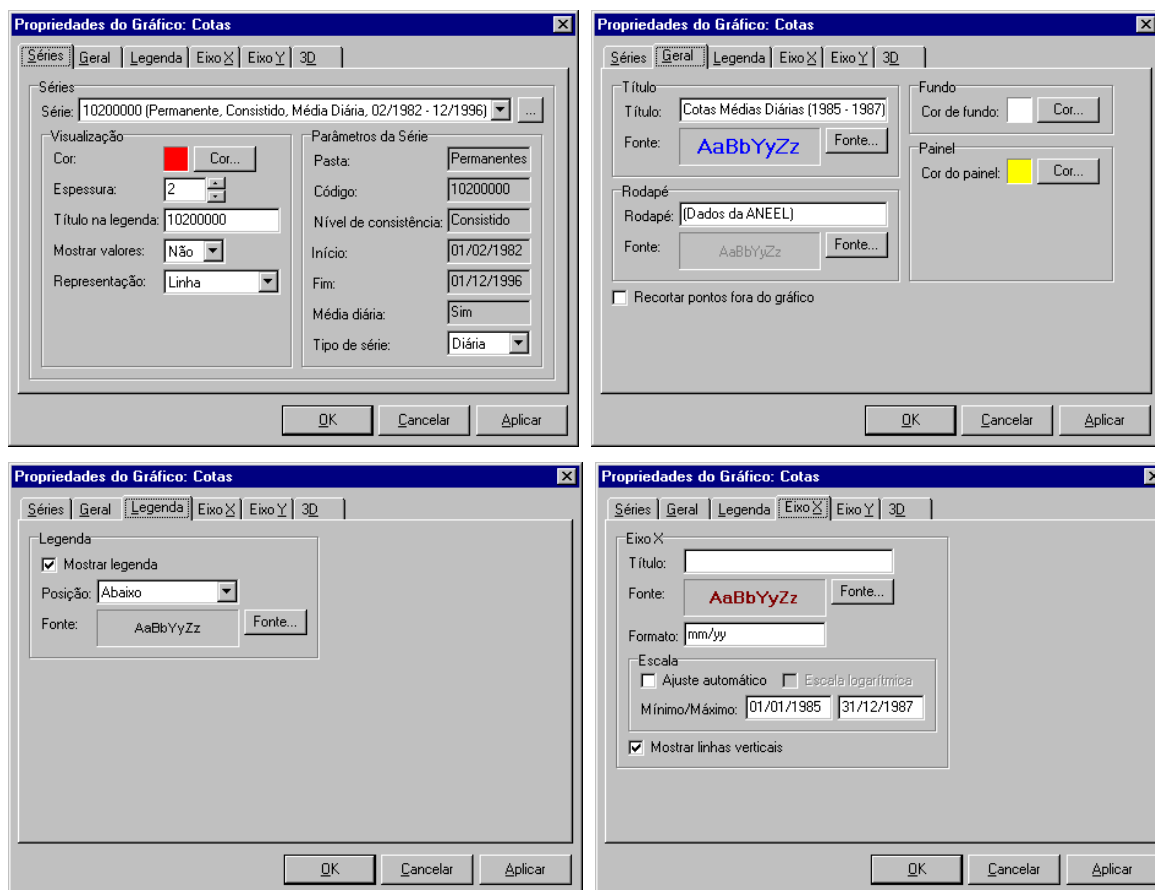 Propriedades do Gráfico: Cotas
Séries Geral Legenda Eixo X Eixo Y 3D
Séries
Série: 10200000 (Permanente, Consistido, Média Diária, 02/1982 - 12/1996) ...
Visualização
Cor: Cor...
Espessura: 2
Título na legenda: 10200000
Mostrar valores: Não
Representação: Linha
Parâmetros da Série
Pasta: Permanentes
Código: 10200000
Nível de consistência: Consistido
Início: 01/02/1982
Fim: 01/12/1996
Média diária: Sim
Tipo de série: Diária
OK Cancelar Aplicar
Propriedades do Gráfico: Cotas
Séries Geral Legenda Eixo X Eixo Y 3D
Título
Título: Cotas Médias Diárias (1985 - 1987)
Fonte: AaBbYyZz Fonte...
Rodapé
Rodapé: (Dados da ANEEL)
Fonte: AaBbYyZz Fonte...
Recortar pontos fora do gráfico
Fundo
Cor de fundo: Cor...
Painel
Cor do painel: Cor...
OK Cancelar Aplicar
Propriedades do Gráfico: Cotas
Séries Geral Legenda Eixo X Eixo Y 3D
Legenda
Mostrar legenda
Posição: Abaixo
Fonte: AaBbYyZz Fonte...
OK Cancelar Aplicar
Propriedades do Gráfico: Cotas
Séries Geral Legenda Eixo X Eixo Y 3D
Eixo X
Título:
Fonte: AaBbYyZz Fonte...
Formato: mm/yy
Escala
Ajuste automático Escala logarítmica
Mínimo/Máximo: 01/01/1985 31/12/1987
Mostrar linhas verticais
OK Cancelar Aplicar